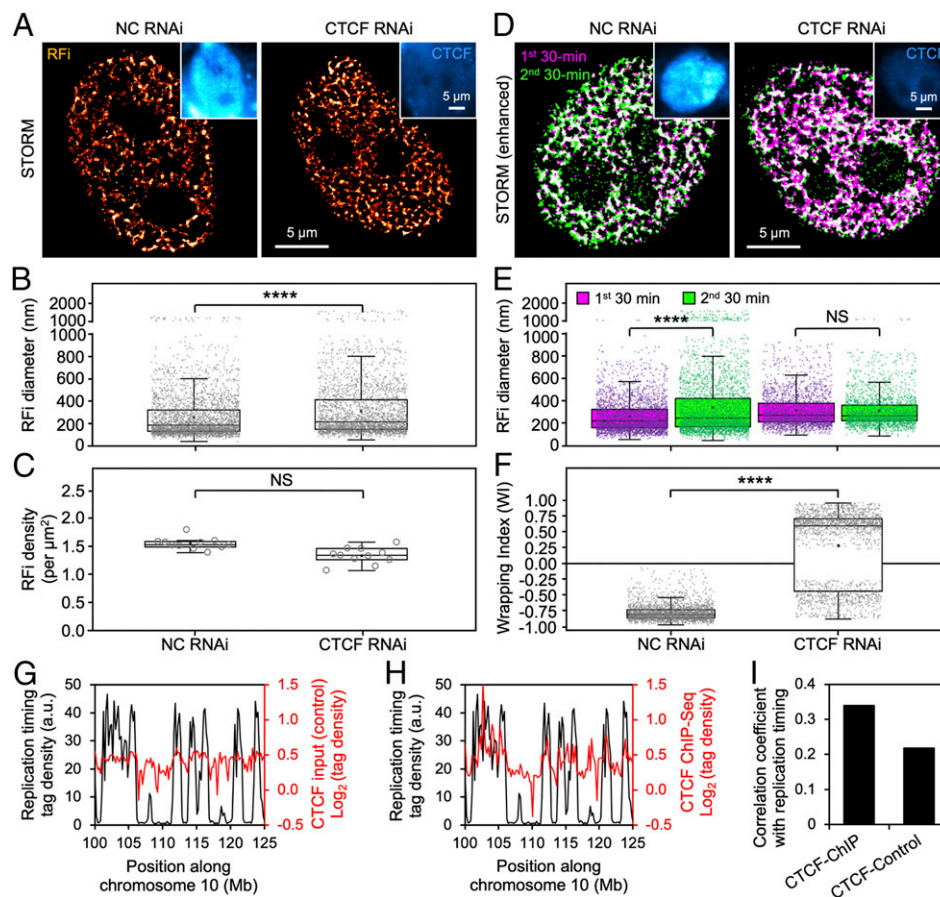 A
NC RNAi
CTCF RNAi
RFi
CTCF
5 µm
STORM
5 µm
D
NC RNAi
CTCF RNAi
1st 30-min
2nd 30-min
CTCF
5 µm
STORM (enhanced)
5 µm
B
RFi diameter (nm)
2000
1000
1000
800
600
400
200
0
****
E
RFi diameter (nm)
2000
1000
1000
800
600
400
200
0
1st 30 min
2nd 30 min
****
NS
C
RFi density
(per µm2)
2.5
2.0
1.5
1.0
0.5
0.0
NS
NC RNAi
CTCF RNAi
F
Wrapping Index (WI)
1.00
0.75
0.50
0.25
0.00
-0.25
-0.50
-0.75
-1.00
****
NC RNAi
CTCF RNAi
G
Replication timing
tag density (a.u.)
50
40
30
20
10
0
1.5
1.0
0.5
0.0
-0.5
CTCF input (control)
Log2 (tag density)
100 105 110 115 120 125
Position along
chromosome 10 (Mb)
H
Replication timing
tag density (a.u.)
50
40
30
20
10
0
1.5
1.0
0.5
0.0
-0.5
CTCF ChIP-Seq
Log2 (tag density)
100 105 110 115 120 125
Position along
chromosome 10 (Mb)
I
Correlation coefficient
with replication timing
0.4
0.3
0.2
0.1
0
CTCF-ChIP
CTCF-Control